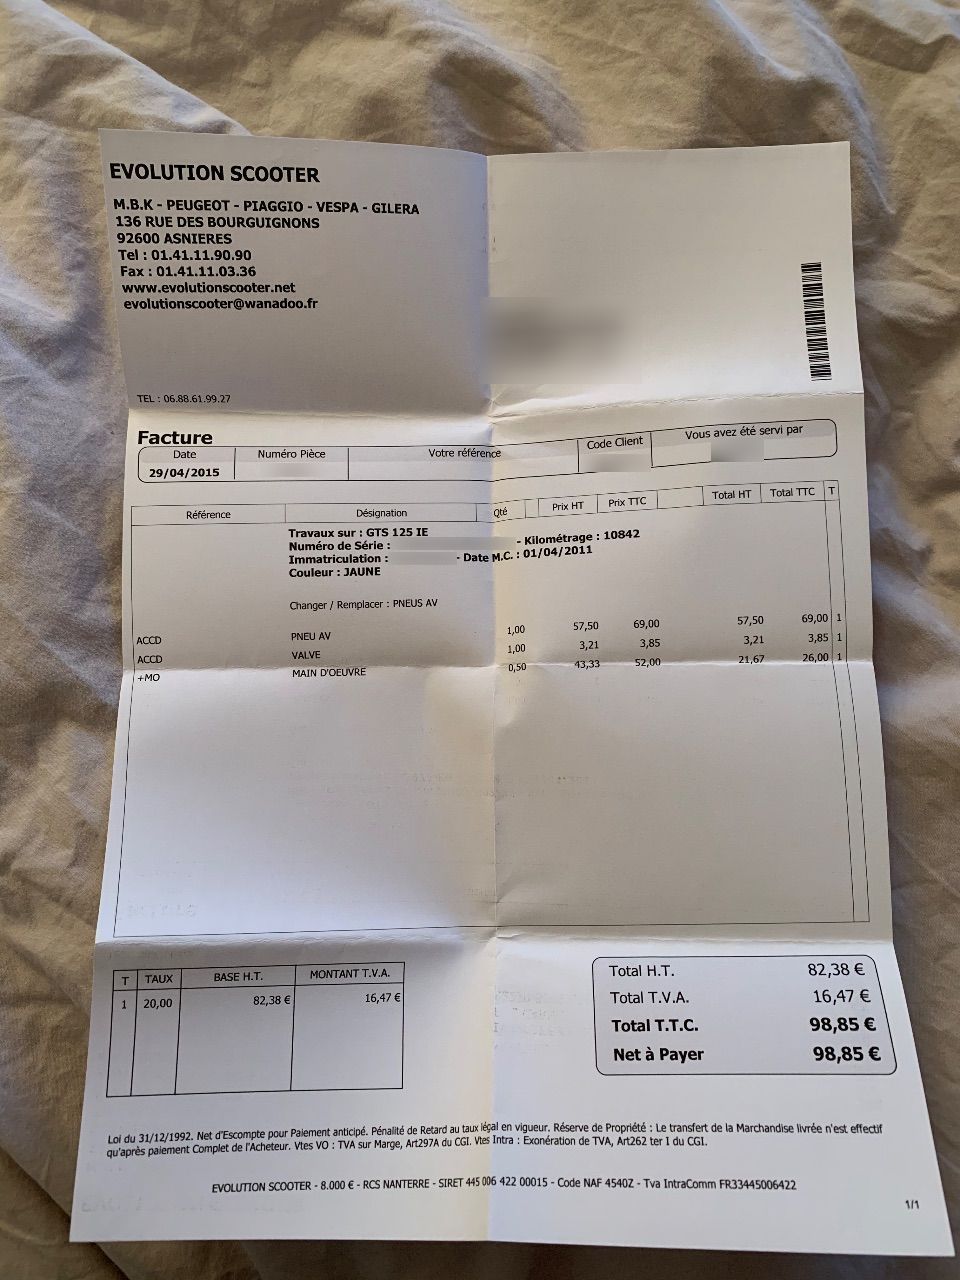 EVOLUTION SCOOTER
M.B.K - PEUGEOT - PIAGGIO - VESPA - GILERA
136 RUE DES BOURGUIGNONS
92600 ASNIERES
Tel : 01.41.11.90.90
Fax : 01.41.11.03.36
www.evolutionscooter.net
evolutionscooter@wanadoo.fr
TEL : 06.88.61.99.27
Facture
Date Numéro Pièce Votre référence Code Client Vous avez été servi par
29/04/2015
Référence Désignation Qté Prix HT Prix TTC Total HT Total TTC T
Travaux sur : GTS 125 IE
Numéro de Série : - Kilométrage : 10842
Immatriculation : - Date M.C. : 01/04/2011
Couleur : JAUNE
Changer / Remplacer : PNEUS AV
ACCD PNEU AV 1,00 57,50 69,00 57,50 69,00 1
ACCD VALVE 1,00 3,21 3,85 3,21 3,85 1
+MO MAIN D'OEUVRE 0,50 43,33 52,00 21,67 26,00 1
T TAUX BASE H.T. MONTANT T.V.A.
1 20,00 82,38 € 16,47 €
Total H.T. 82,38 €
Total T.V.A. 16,47 €
Total T.T.C. 98,85 €
Net à Payer 98,85 €
Loi du 31/12/1992. Net d'Escompte pour Paiement anticipé. Pénalité de Retard au taux légal en vigueur. Réserve de Propriété : Le transfert de la Marchandise livrée n'est effectif
qu'après paiement Complet de l'Acheteur. Vtes VO : TVA sur Marge, Art297A du CGI. Vtes Intra : Exonération de TVA, Art262 ter I du CGI.
EVOLUTION SCOOTER - 8.000 € - RCS NANTERRE - SIRET 445 006 422 00015 - Code NAF 4540Z - Tva IntraComm FR33445006422
1/1